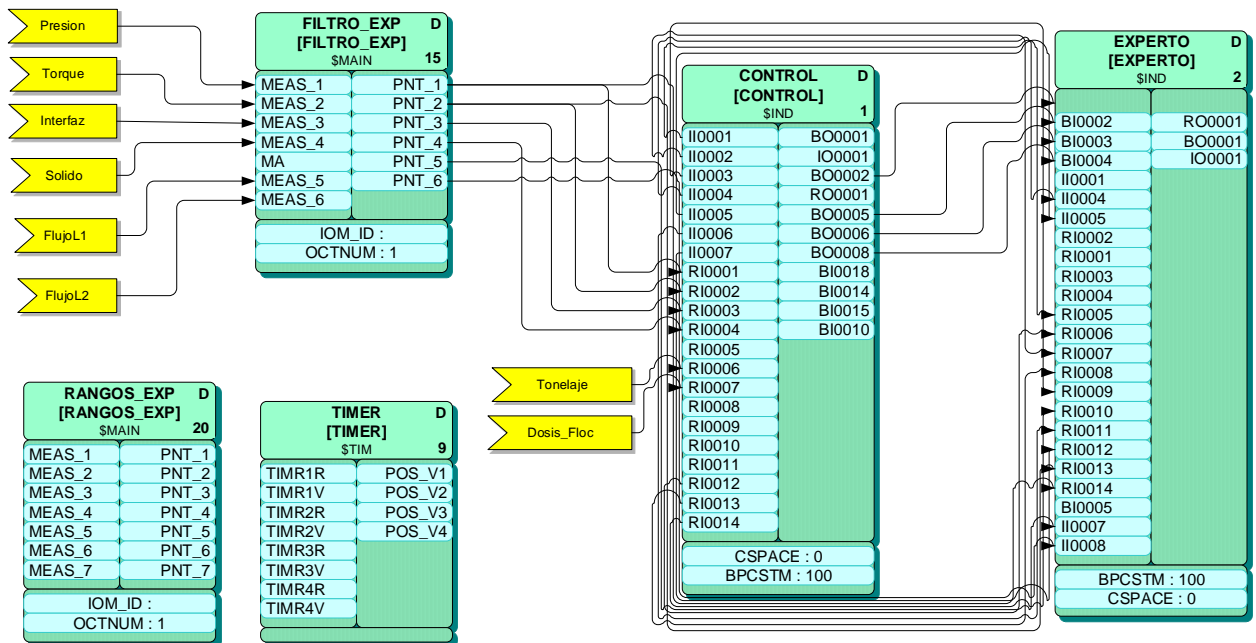 Presion
Torque
Interfaz
Solido
FlujoL1
FlujoL2
FILTRO_EXP D
[FILTRO_EXP]
$MAIN 15
MEAS_1 PNT_1
MEAS_2 PNT_2
MEAS_3 PNT_3
MEAS_4 PNT_4
MA PNT_5
MEAS_5 PNT_6
MEAS_6
IOM_ID :
OCTNUM : 1
RANGOS_EXP D
[RANGOS_EXP]
$MAIN 20
MEAS_1 PNT_1
MEAS_2 PNT_2
MEAS_3 PNT_3
MEAS_4 PNT_4
MEAS_5 PNT_5
MEAS_6 PNT_6
MEAS_7 PNT_7
IOM_ID :
OCTNUM : 1
TIMER D
[TIMER]
$TIM 9
TIMR1R POS_V1
TIMR1V POS_V2
TIMR2R POS_V3
TIMR2V POS_V4
TIMR3R
TIMR3V
TIMR4R
TIMR4V
Tonelaje
Dosis_Floc
CONTROL D
[CONTROL]
$IND 1
II0001 BO0001
II0002 IO0001
II0003 BO0002
II0004 RO0001
II0005 BO0005
II0006 BO0006
II0007 BO0008
RI0001 BI0018
RI0002 BI0014
RI0003 BI0015
RI0004 BI0010
RI0005
RI0006
RI0007
RI0008
RI0009
RI0010
RI0011
RI0012
RI0013
RI0014
CSPACE : 0
BPCSTM : 100
EXPERTO D
[EXPERTO]
$IND 2
BI0002 RO0001
BI0003 BO0001
BI0004 IO0001
II0001
II0004
II0005
RI0002
RI0001
RI0003
RI0004
RI0005
RI0006
RI0007
RI0008
RI0009
RI0010
RI0011
RI0012
RI0013
RI0014
BI0005
II0007
II0008
BPCSTM : 100
CSPACE : 0